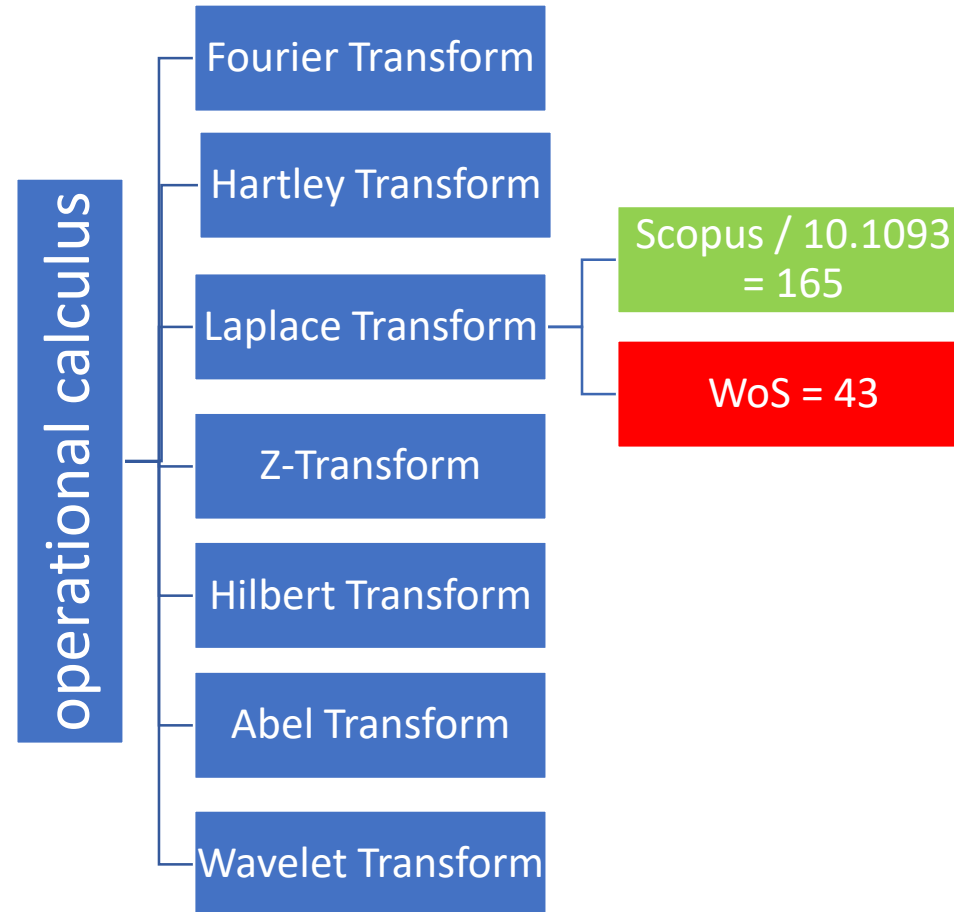 operational calculus
Fourier Transform
Hartley Transform
Laplace Transform
Z-Transform
Hilbert Transform
Abel Transform
Wavelet Transform
Scopus / 10.1093
= 165
WoS = 43